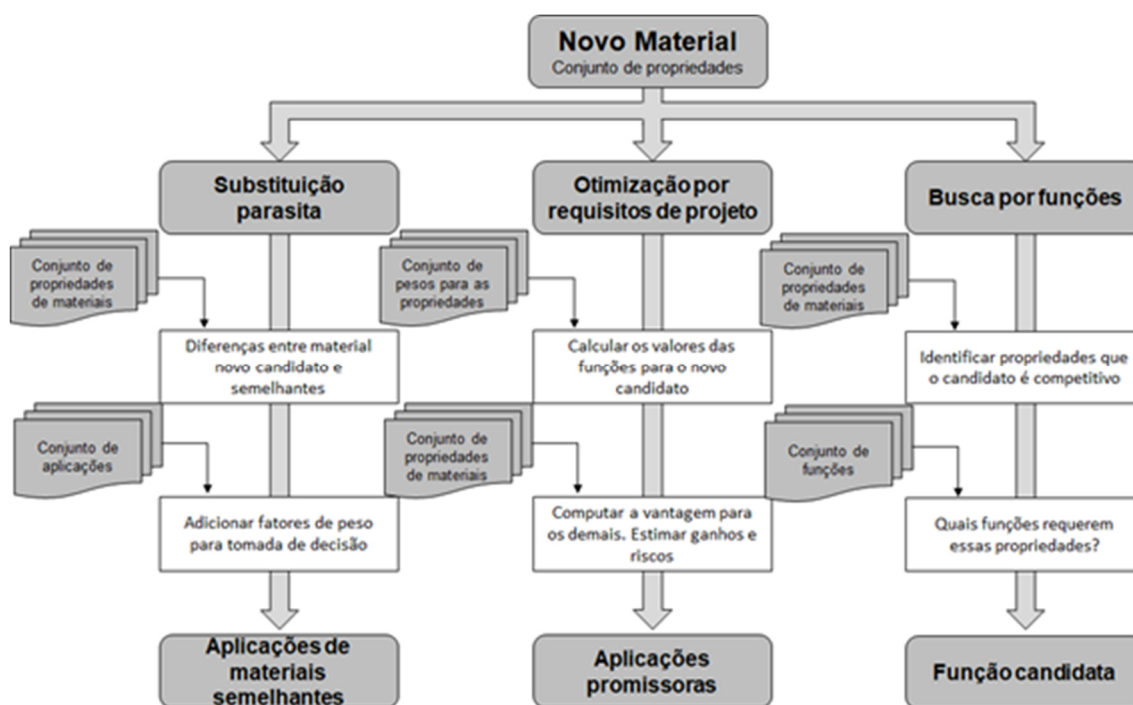 Novo Material
Conjunto de propriedades
Substituição
parasita
Otimização por
requisitos de projeto
Busca por funções
Conjunto de
propriedades
de materiais
Conjunto de
pesos para as
propriedades
Conjunto de
propriedades
de materiais
Diferenças entre material
novo candidato e
semelhantes
Calcular os valores das
funções para o novo
candidato
Identificar propriedades que
o candidato é competitivo
Conjunto de
aplicações
Conjunto de
propriedades
de materiais
Conjunto de
funções
Adicionar fatores de peso
para tomada de decisão
Computar a vantagem para
os demais. Estimar ganhos e
riscos
Quais funções requerem
essas propriedades?
Aplicações de
materiais
semelhantes
Aplicações
promissoras
Função candidata